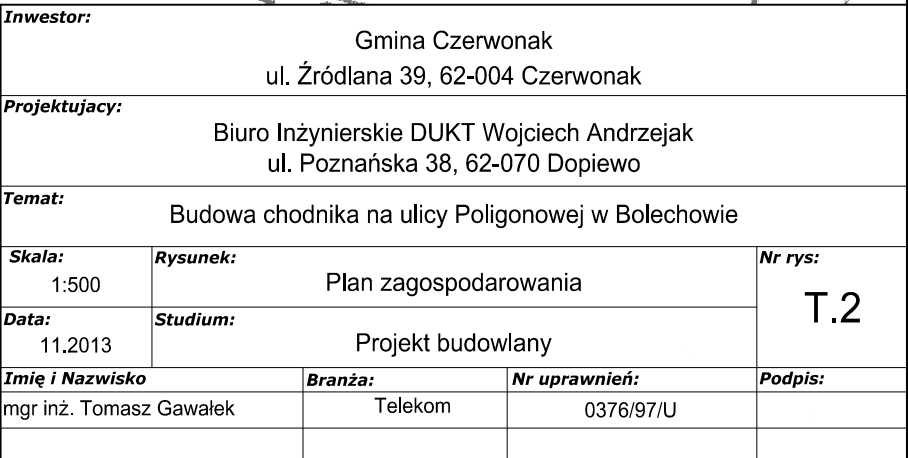 Inwestor:
Gmina Czerwonak
ul. Źródlana 39, 62-004 Czerwonak
Projektujacy:
Biuro Inżynierskie DUKT Wojciech Andrzejak
ul. Poznańska 38, 62-070 Dopiewo
Temat:
Budowa chodnika na ulicy Poligonowej w Bolechowie
Skala:
1:500
Rysunek:
Plan zagospodarowania
Nr rys:
T.2
Data:
11.2013
Studium:
Projekt budowlany
Imię i Nazwisko
Branża:
Nr uprawnień:
Podpis:
mgr inż. Tomasz Gawałek
Telekom
0376/97/U